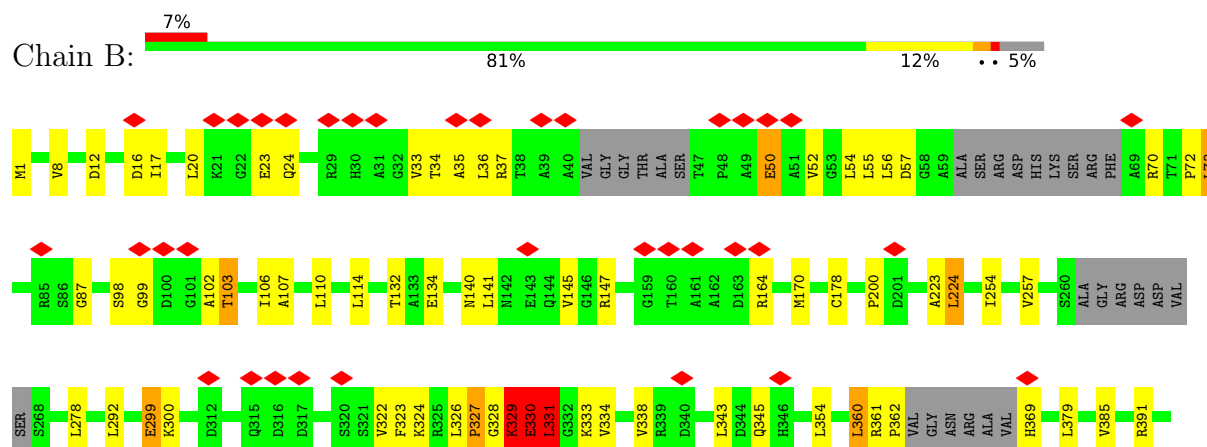 7%
Chain B:
81% 12% •• 5%
M1 V8 D12 D16 I17 L20 K21 G22 E23 Q24 R29 H30 A31 G32 V33 T34 A35 L36 R37 T38 A39 A40 VAL GLY GLY THR ALA SER T47 P48 A49 E50 A51 V52 G53 L54 L55 L56 D57 G58 A59 ALA SER ARG ASP HIS LYS SER ARG PHE A69 R70 T71 P72
R85 S86 G87 S98 G99 D100 G101 A102 T103 I106 A107 L110 L114 T132 A133 E134 N140 L141 N142 E143 Q144 V145 G146 R147 G159 T160 A161 A162 D163 R164 M170 C178 P200 D201 A223 L224 I254 V257 S260 ALA GLY ARG ASP ASP VAL
SER S268 L278 L292 E299 K300 D312 Q315 D316 D317 S320 S321 V322 F323 K324 R325 L326 P327 G328 K329 E330 L331 G332 K333 V334 V338 R339 D340 L343 D344 Q345 H346 L354 L360 R361 P362 VAL GLY ASN ARG ALA VAL H369 L379 V385 R391